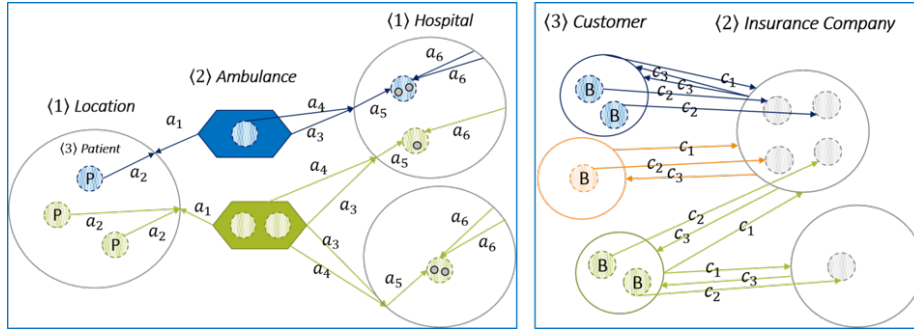 ⟨1⟩ Hospital
⟨2⟩ Ambulance
⟨1⟩ Location
⟨3⟩ Patient
a₁
a₂
P
a₂
P
a₂
P
a₁
a₄
a₃
a₄
a₃
a₃
a₄
a₅
a₆
a₆
a₅
a₆
a₅
a₆
a₆
⟨3⟩ Customer
⟨2⟩ Insurance Company
B
B
c₃
c₃
c₁
c₂
c₂
B
c₁
c₂
c₃
B
B
c₂
c₃
c₁
c₁
c₃
c₂